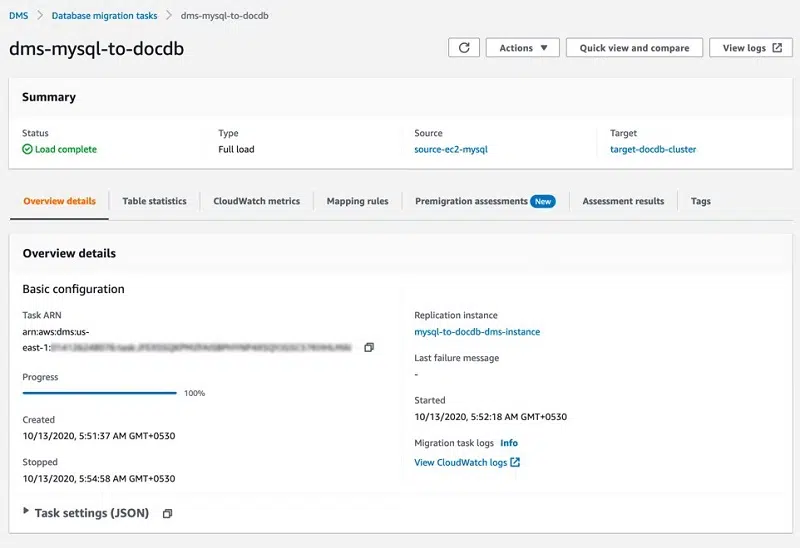 DMS > Database migration tasks > dms-mysql-to-docdb
dms-mysql-to-docdb
Actions ▼ Quick view and compare View logs
Summary
Status Type Source Target
Load complete Full load source-ec2-mysql target-docdb-cluster
Overview details Table statistics CloudWatch metrics Mapping rules Premigration assessments New Assessment results Tags
Overview details
Basic configuration
Task ARN
arn:aws:dms:us-
east-1:
Progress
100%
Created
10/13/2020, 5:51:37 AM GMT+0530
Stopped
10/13/2020, 5:54:58 AM GMT+0530
Replication instance
mysql-to-docdb-dms-instance
Last failure message
-
Started
10/13/2020, 5:52:18 AM GMT+0530
Migration task logs Info
View CloudWatch logs
Task settings (JSON)